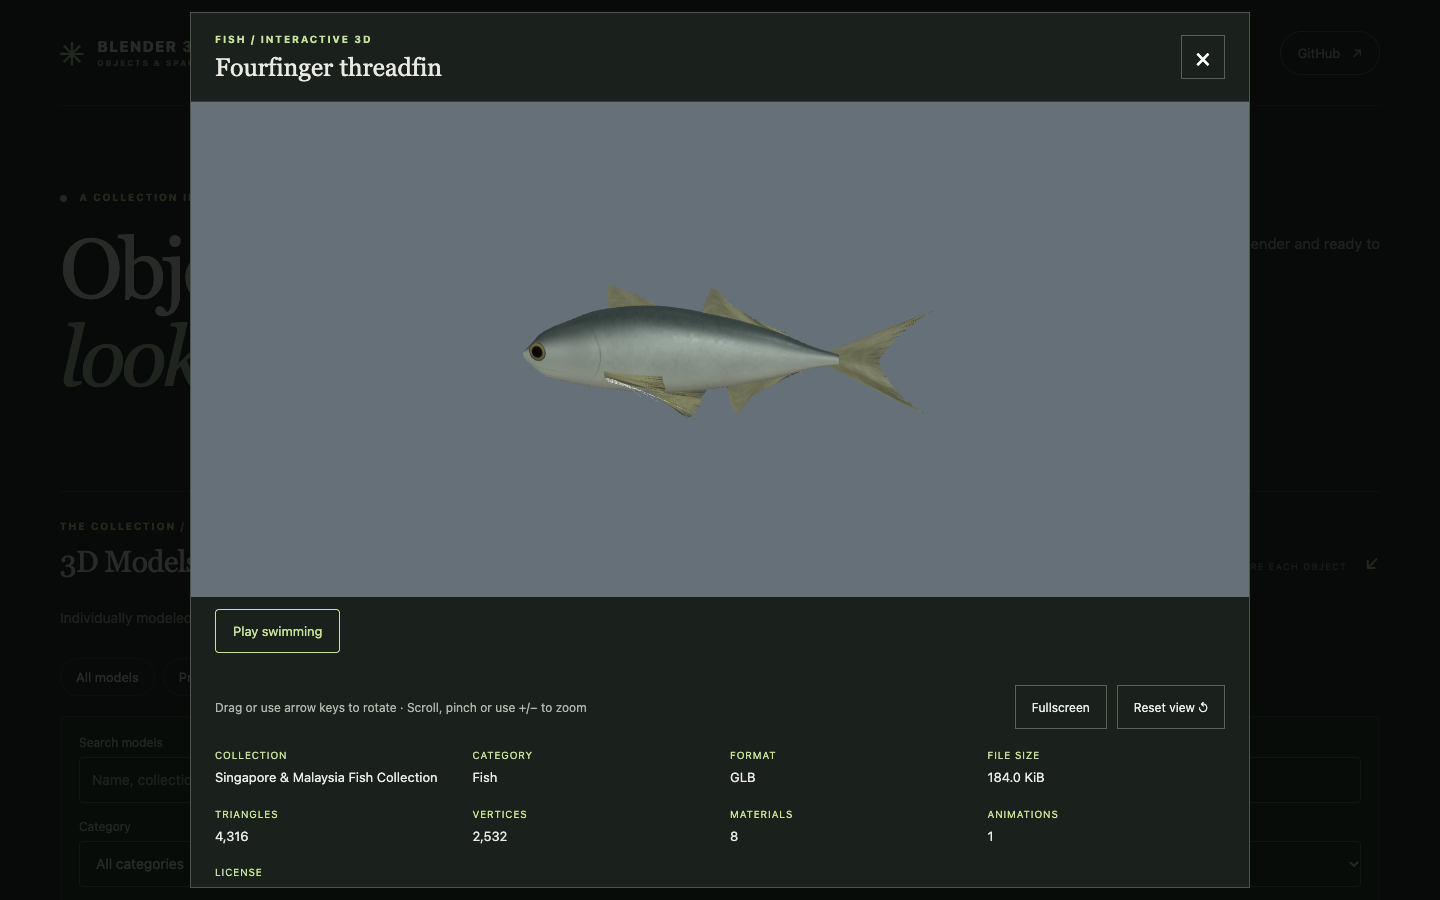 FISH / INTERACTIVE 3D
Fourfinger threadfin
×
BLENDER 3
OBJECTS & SPA
GitHub ↗
A COLLECTION I
Obje
look
ender and ready to
Play swimming
Drag or use arrow keys to rotate · Scroll, pinch or use +/− to zoom
Fullscreen
Reset view ↺
COLLECTION
Singapore & Malaysia Fish Collection
CATEGORY
Fish
FORMAT
GLB
FILE SIZE
184.0 KiB
TRIANGLES
4,316
VERTICES
2,532
MATERIALS
8
ANIMATIONS
1
LICENSE
THE COLLECTION /
3D Models
RE EACH OBJECT
Individually modeled
All models
Pr
Search models
Name, collectio
Category
All categories